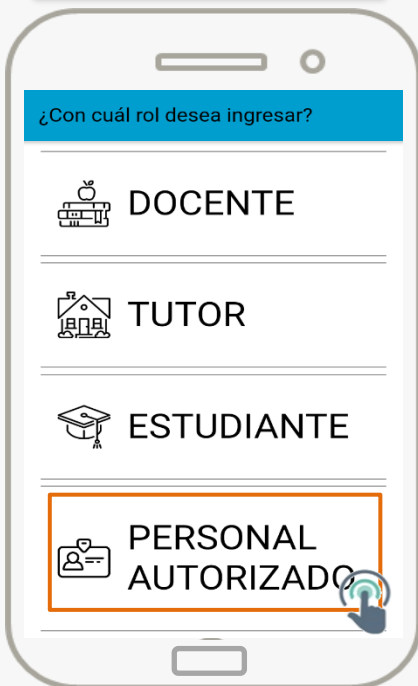 ¿Con cuál rol desea ingresar?
DOCENTE
TUTOR
ESTUDIANTE
PERSONAL
AUTORIZADO